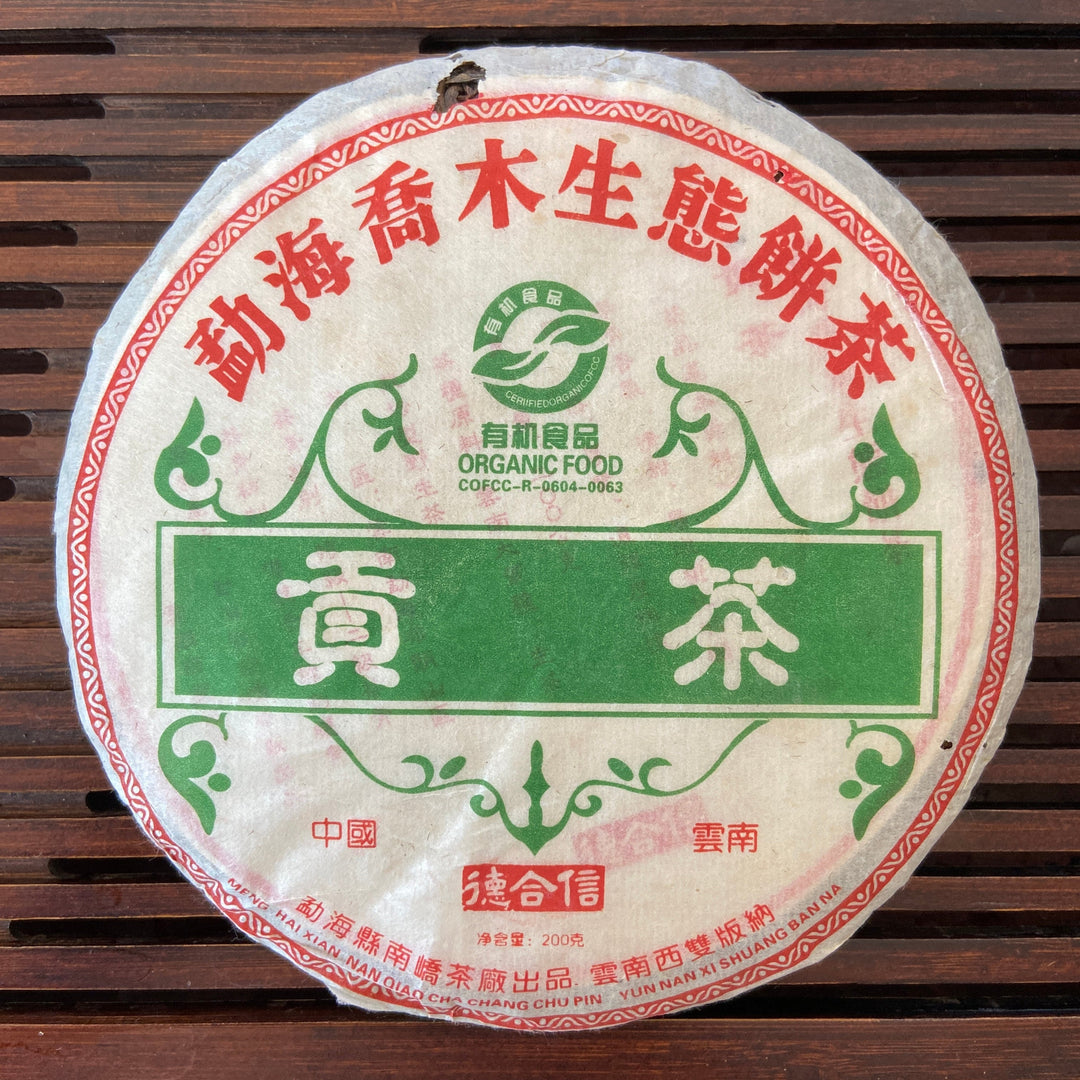 勐海喬木生態餅茶
有机食品
CERIIFIEDORGANICOFCC
有机食品
ORGANIC FOOD
COFCC-R-0604-0063
貢茶
中國 雲南
德合信
净含量：200克
勐海縣南嶠茶廠出品. 雲南西雙版納
MENG HAI XIAN NAN QIAO CHA CHANG CHU PIN YUN NAN XI SHUANG BAN NA